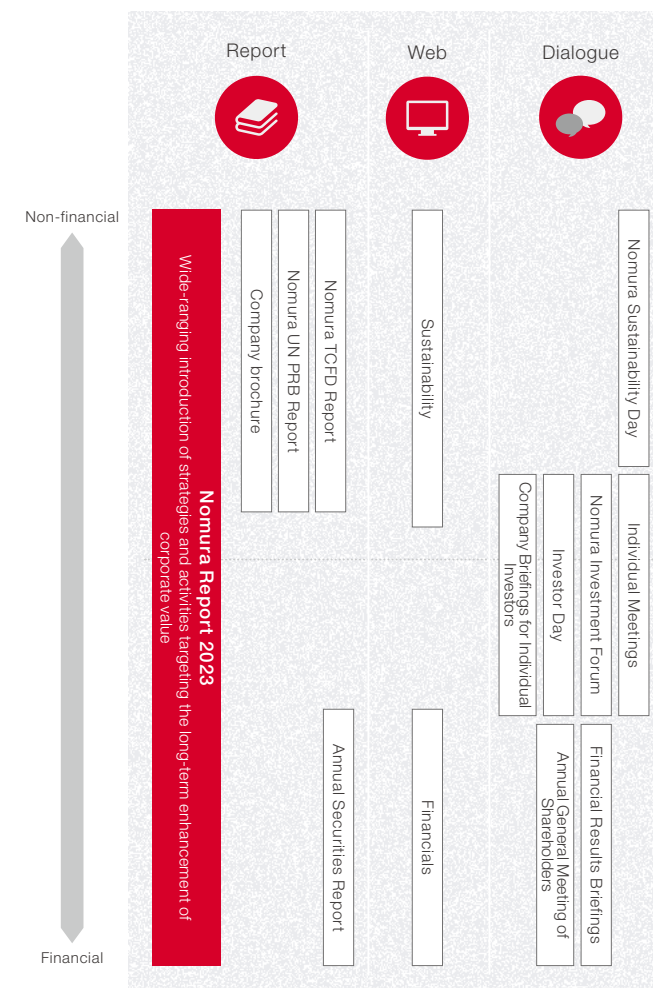 Report
Web
Dialogue
Non-financial
Financial
Nomura Report 2023
Wide-ranging introduction of strategies and activities targeting the long-term enhancement of
corporate value
Company brochure
Nomura UN PRB Report
Nomura TCFD Report
Annual Securities Report
Sustainability
Financials
Nomura Sustainability Day
Company Briefings for Individual
Investors
Investor Day
Nomura Investment Forum
Individual Meetings
Annual General Meeting of
Shareholders
Financial Results Briefings